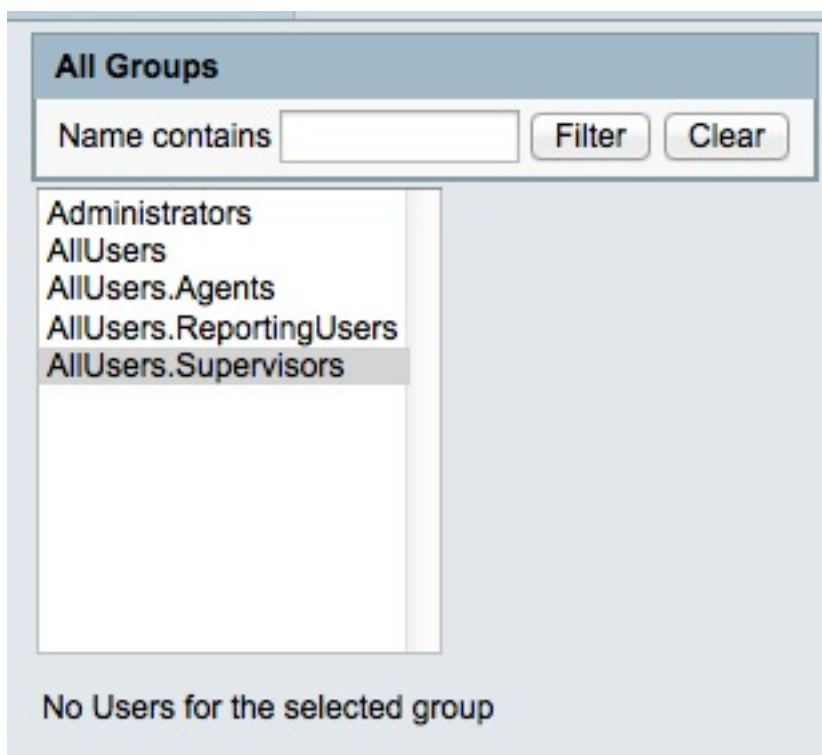 All Groups
Name contains Filter Clear
Administrators
AllUsers
AllUsers.Agents
AllUsers.ReportingUsers
AllUsers.Supervisors
No Users for the selected group